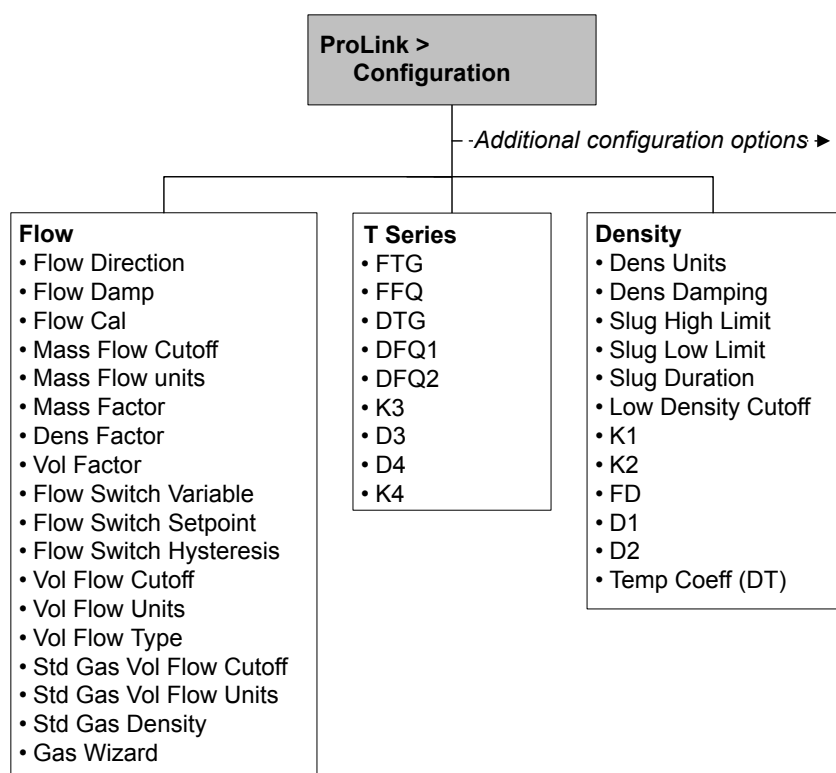 ProLink >
Configuration
Additional configuration options
Flow
• Flow Direction
• Flow Damp
• Flow Cal
• Mass Flow Cutoff
• Mass Flow units
• Mass Factor
• Dens Factor
• Vol Factor
• Flow Switch Variable
• Flow Switch Setpoint
• Flow Switch Hysteresis
• Vol Flow Cutoff
• Vol Flow Units
• Vol Flow Type
• Std Gas Vol Flow Cutoff
• Std Gas Vol Flow Units
• Std Gas Density
• Gas Wizard
T Series
• FTG
• FFQ
• DTG
• DFQ1
• DFQ2
• K3
• D3
• D4
• K4
Density
• Dens Units
• Dens Damping
• Slug High Limit
• Slug Low Limit
• Slug Duration
• Low Density Cutoff
• K1
• K2
• FD
• D1
• D2
• Temp Coeff (DT)